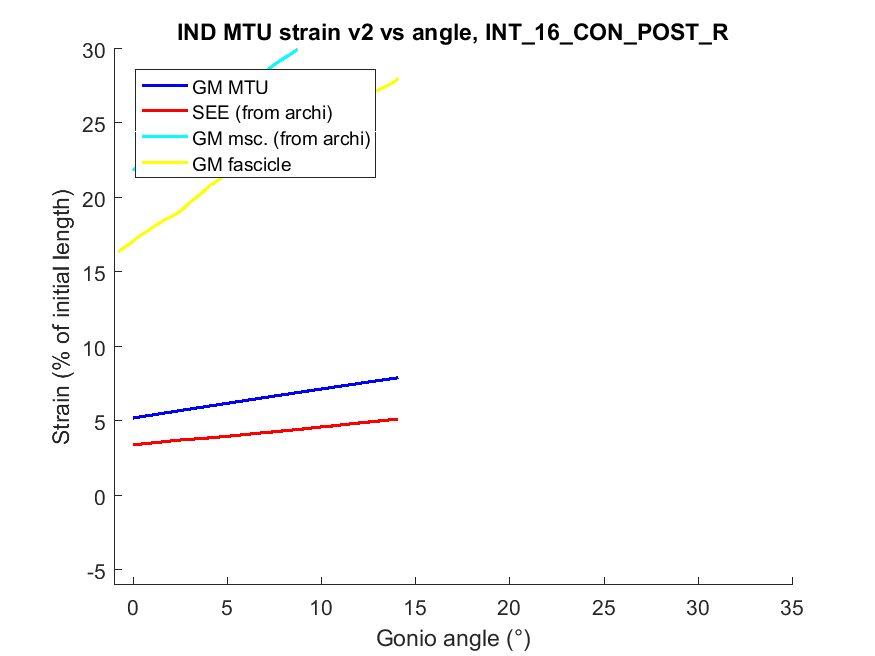 IND MTU strain v2 vs angle, INT_16_CON_POST_R
30
25
20
15
10
5
0
-5
Strain (% of initial length)
GM MTU
SEE (from archi)
GM msc. (from archi)
GM fascicle
0 5 10 15 20 25 30 35
Gonio angle (°)